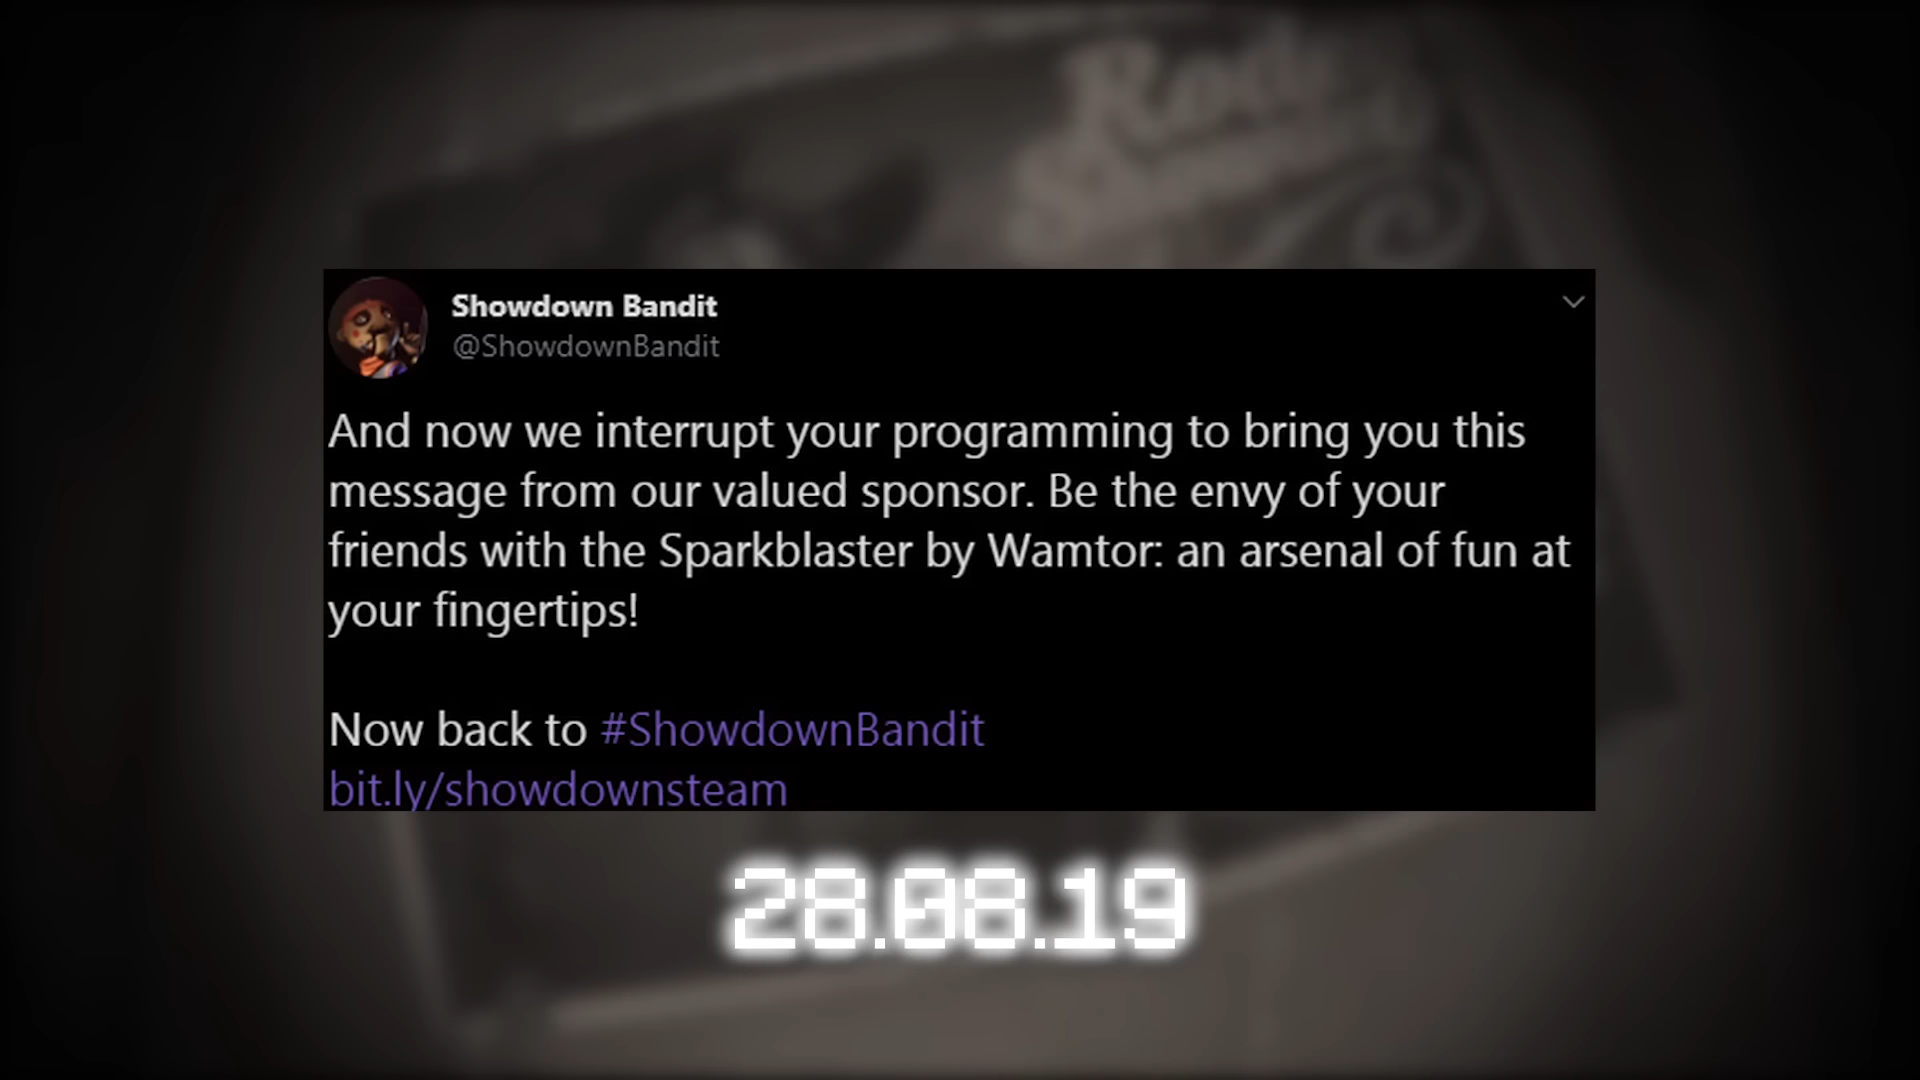 Showdown Bandit
@ShowdownBandit
And now we interrupt your programming to bring you this
message from our valued sponsor. Be the envy of your
friends with the Sparkblaster by Wamtor: an arsenal of fun at
your fingertips!
Now back to #ShowdownBandit
bit.ly/showdownsteam
28.08.19